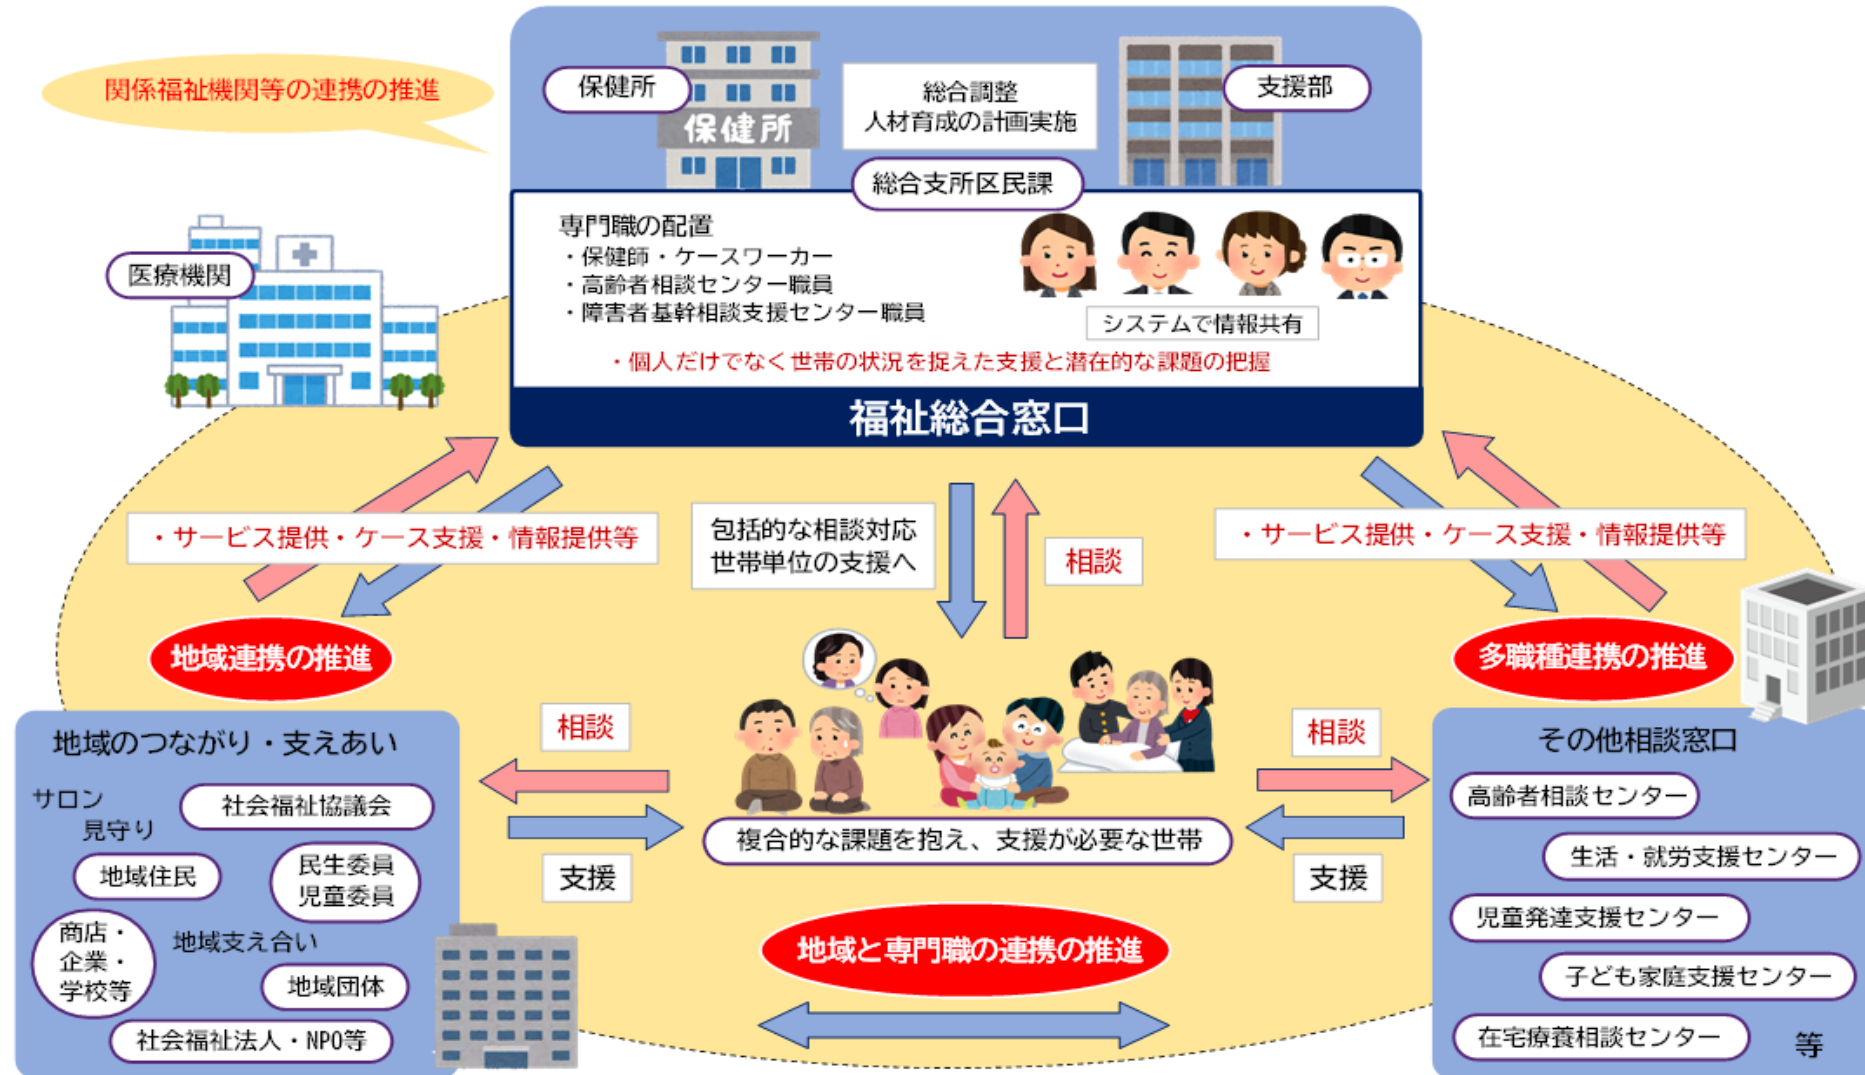 関係福祉機関等の連携の推進
保健所
保健所
総合調整
人材育成の計画実施
支援部
総合支所区民課
専門職の配置
・保健師・ケースワーカー
・高齢者相談センター職員
・障害者基幹相談支援センター職員
システムで情報共有
・個人だけでなく世帯の状況を捉えた支援と潜在的な課題の把握
福祉総合窓口
医療機関
・サービス提供・ケース支援・情報提供等
包括的な相談対応
世帯単位の支援へ
相談
・サービス提供・ケース支援・情報提供等
地域連携の推進
多職種連携の推進
地域のつながり・支えあい
サロン
見守り
社会福祉協議会
地域住民
民生委員
児童委員
商店・
企業・
学校等
地域支え合い
地域団体
社会福祉法人・NPO等
相談
支援
複合的な課題を抱え、支援が必要な世帯
相談
支援
地域と専門職の連携の推進
その他相談窓口
高齢者相談センター
生活・就労支援センター
児童発達支援センター
子ども家庭支援センター
在宅療養相談センター
等